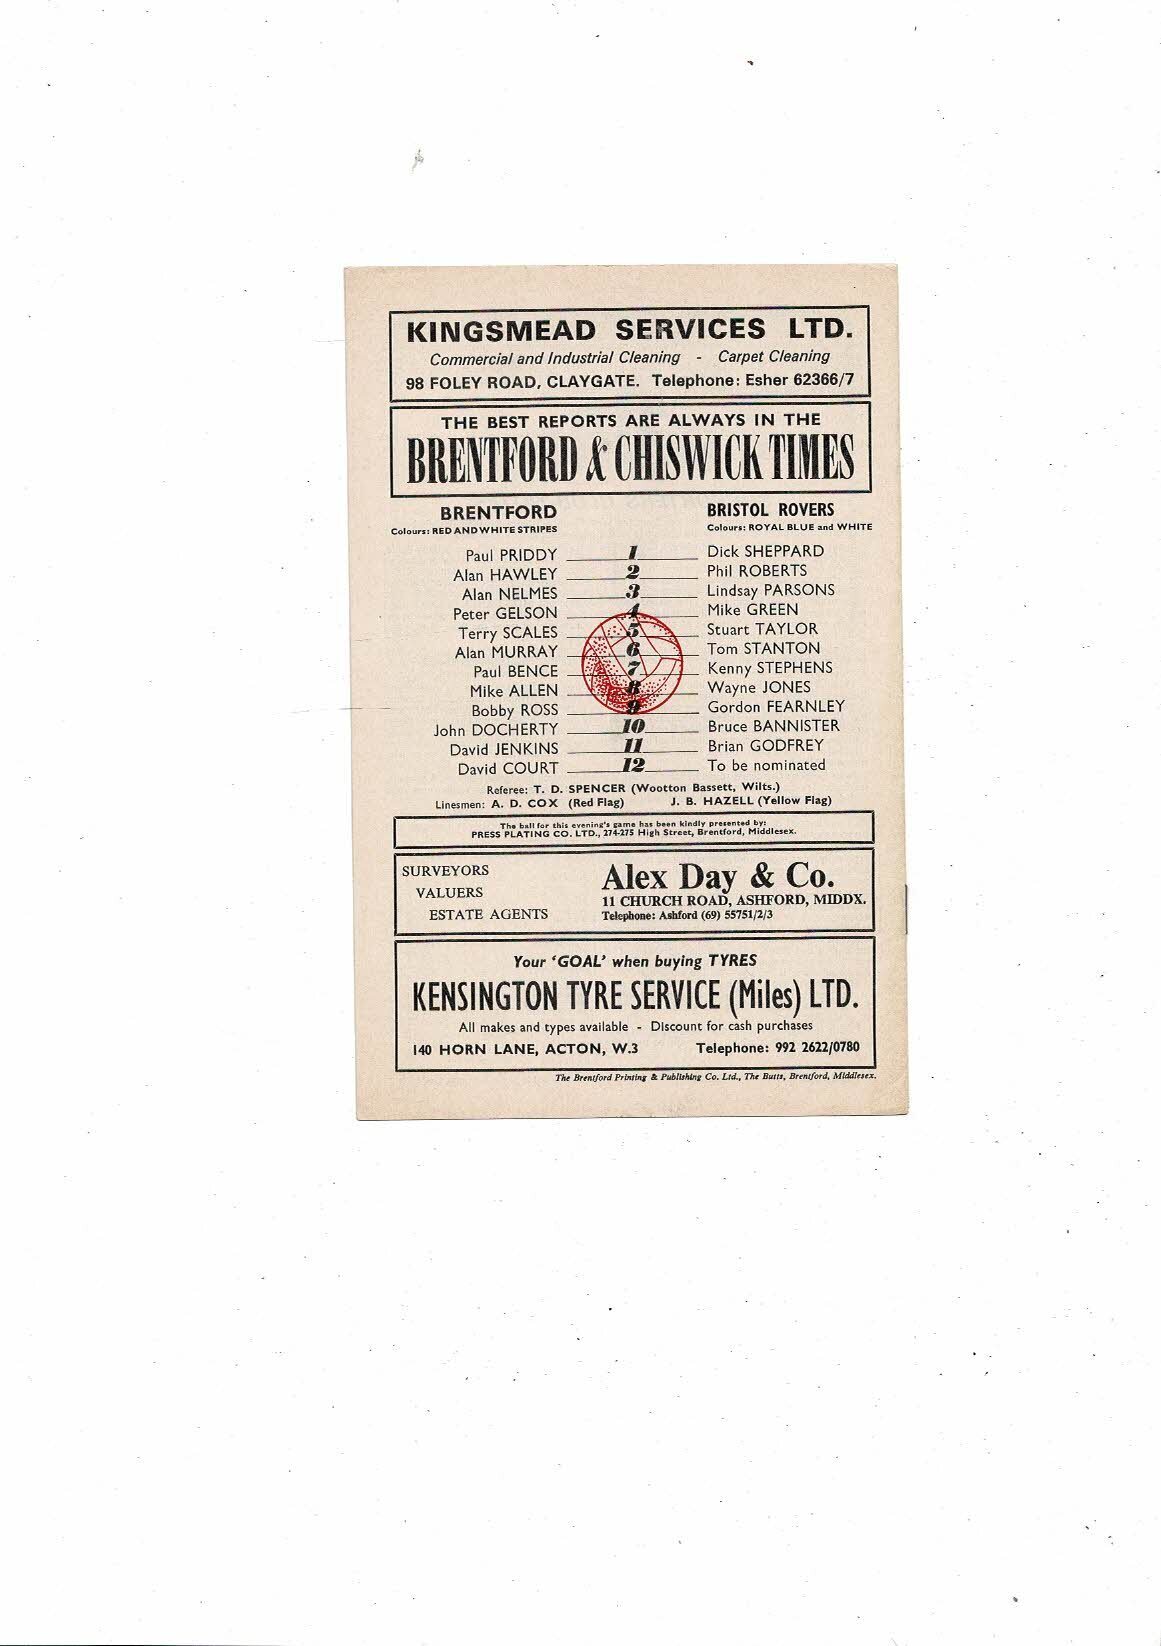 KINGSMEAD SERVICES LTD.
Commercial and Industrial Cleaning - Carpet Cleaning
98 FOLEY ROAD, CLAYGATE. Telephone: Esher 62366/7
THE BEST REPORTS ARE ALWAYS IN THE
BRENTFORD & CHISWICK TIMES
BRENTFORD BRISTOL ROVERS
Colours: RED AND WHITE STRIPES Colours: ROYAL BLUE and WHITE
Paul PRIDDY 1 Dick SHEPPARD
Alan HAWLEY 2 Phil ROBERTS
Alan NELMES 3 Lindsay PARSONS
Peter GELSON 4 Mike GREEN
Terry SCALES 5 Stuart TAYLOR
Alan MURRAY 6 Tom STANTON
Paul BENCE 7 Kenny STEPHENS
Mike ALLEN 8 Wayne JONES
Bobby ROSS 9 Gordon FEARNLEY
John DOCHERTY 10 Bruce BANNISTER
David JENKINS 11 Brian GODFREY
David COURT 12 To be nominated
Referee: T. D. SPENCER (Wootton Bassett, Wilts.)
Linesmen: A. D. COX (Red Flag) J. B. HAZELL (Yellow Flag)
The ball for this evening's game has been kindly presented by:
PRESS PLATING CO. LTD., 274-275 High Street, Brentford, Middlesex.
SURVEYORS
VALUERS
ESTATE AGENTS
Alex Day & Co.
11 CHURCH ROAD, ASHFORD, MIDDX.
Telephone: Ashford (69) 55751/2/3
Your 'GOAL' when buying TYRES
KENSINGTON TYRE SERVICE (Miles) LTD.
All makes and types available - Discount for cash purchases
140 HORN LANE, ACTON, W.3 Telephone: 992 2622/0780
The Brentford Printing & Publishing Co. Ltd., The Butts, Brentford, Middlesex.